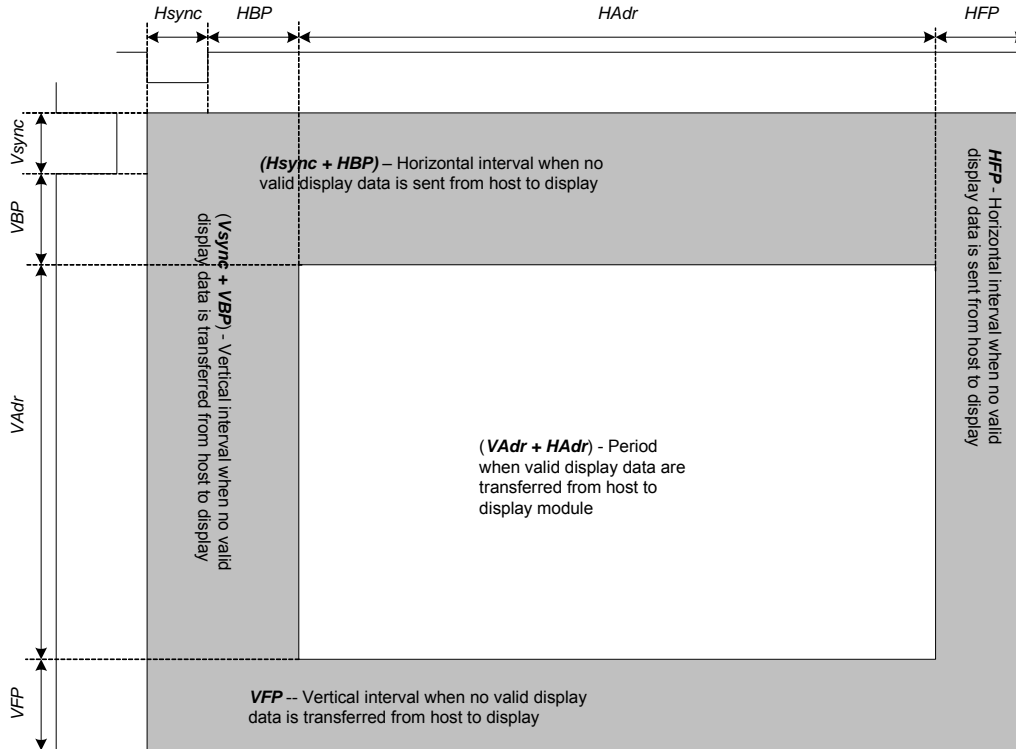 Hsync
HBP
HAdr
HFP
Vsync
VBP
VAdr
VFP
(Hsync + HBP) – Horizontal interval when no
valid display data is sent from host to display
(Vsync + VBP) - Vertical interval when no valid
display data is transferred from host to display
HFP - Horizontal interval when no valid
display data is sent from host to display
(VAdr + HAdr) - Period
when valid display data are
transferred from host to
display module
VFP -- Vertical interval when no valid display
data is transferred from host to display